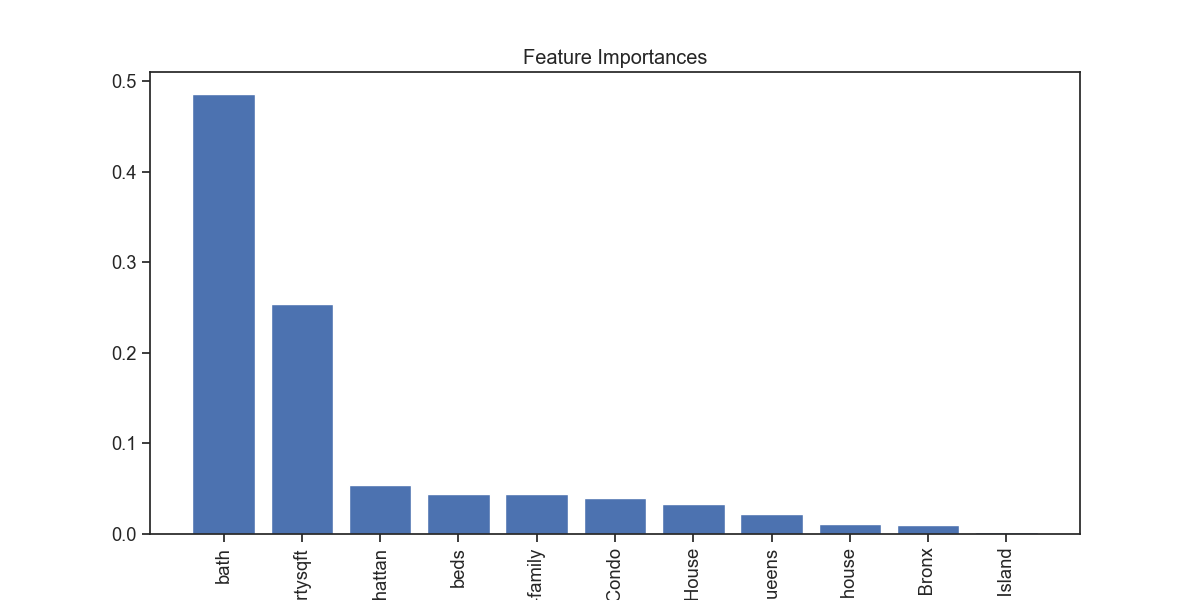 Feature Importances
0.5
0.4
0.3
0.2
0.1
0.0
bath
rtysqft
hattan
beds
-family
Condo
House
ueens
house
Bronx
Island